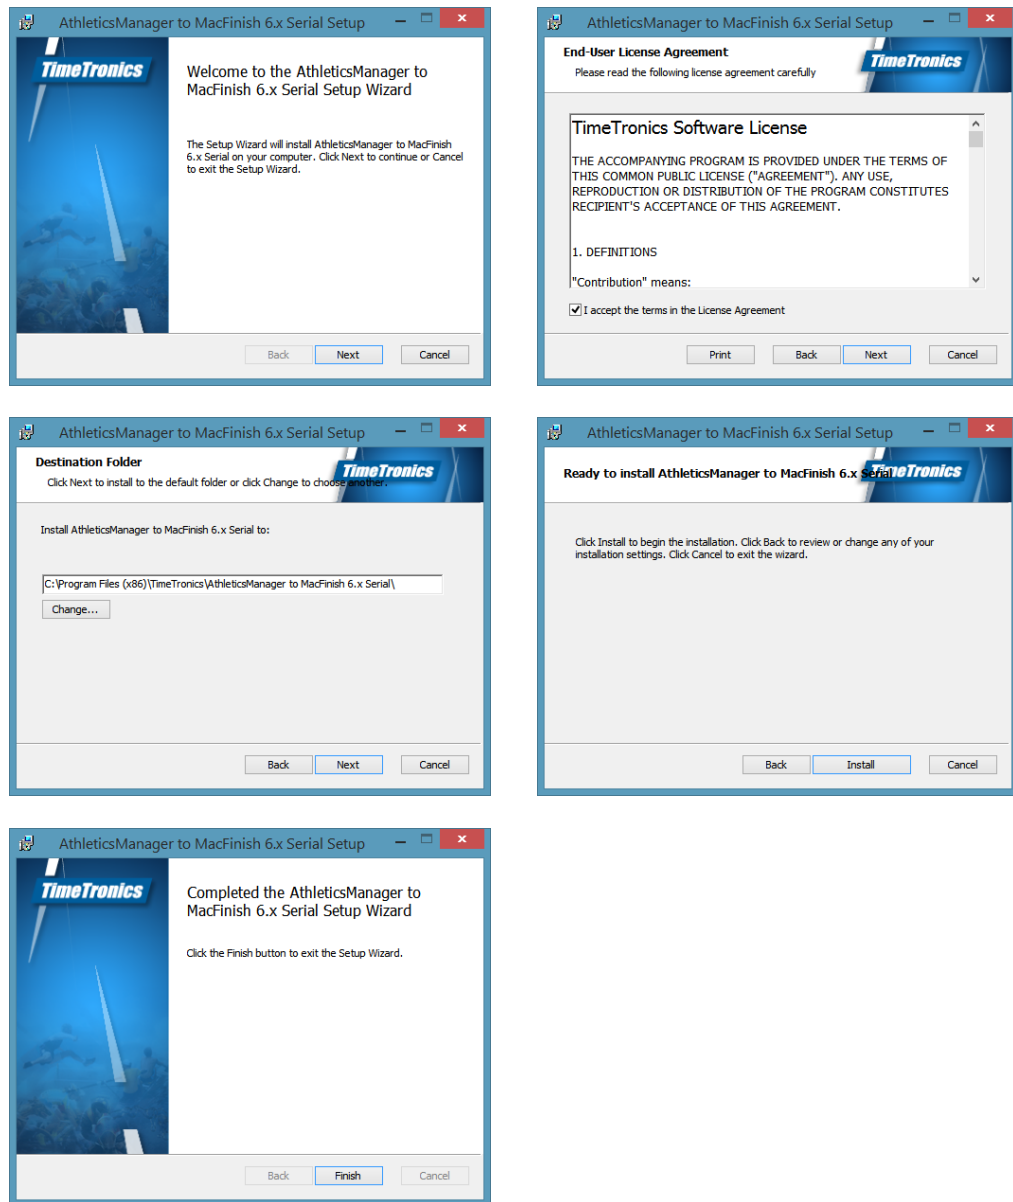 AthleticsManager to MacFinish 6.x Serial Setup
TimeTronics
Welcome to the AthleticsManager to
MacFinish 6.x Serial Setup Wizard
The Setup Wizard will install AthleticsManager to MacFinish
6.x Serial on your computer. Click Next to continue or Cancel
to exit the Setup Wizard.
Back Next Cancel
AthleticsManager to MacFinish 6.x Serial Setup
End-User License Agreement
Please read the following license agreement carefully
TimeTronics
TimeTronics Software License
THE ACCOMPANYING PROGRAM IS PROVIDED UNDER THE TERMS OF
THIS COMMON PUBLIC LICENSE ("AGREEMENT"). ANY USE,
REPRODUCTION OR DISTRIBUTION OF THE PROGRAM CONSTITUTES
RECIPIENT'S ACCEPTANCE OF THIS AGREEMENT.
1. DEFINITIONS
"Contribution" means:
I accept the terms in the License Agreement
Print Back Next Cancel
AthleticsManager to MacFinish 6.x Serial Setup
Destination Folder
Click Next to install to the default folder or click Change to choose another.
TimeTronics
Install AthleticsManager to MacFinish 6.x Serial to:
C:\Program Files (x86)\TimeTronics\AthleticsManager to MacFinish 6.x Serial\
Change...
Back Next Cancel
AthleticsManager to MacFinish 6.x Serial Setup
Ready to install AthleticsManager to MacFinish 6.x Serial
TimeTronics
Click Install to begin the installation. Click Back to review or change any of your
installation settings. Click Cancel to exit the wizard.
Back Install Cancel
AthleticsManager to MacFinish 6.x Serial Setup
TimeTronics
Completed the AthleticsManager to
MacFinish 6.x Serial Setup Wizard
Click the Finish button to exit the Setup Wizard.
Back Finish Cancel